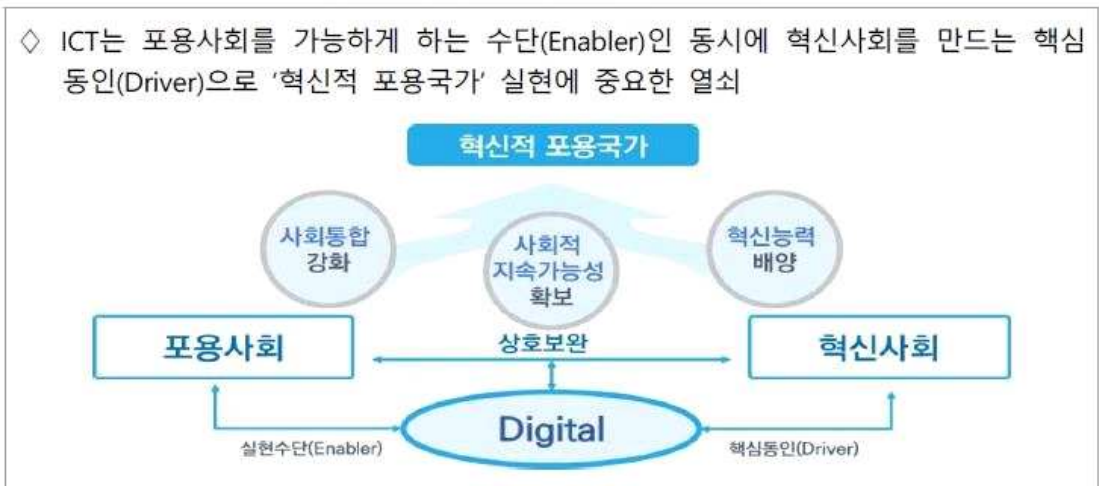 ◇ ICT는 포용사회를 가능하게 하는 수단(Enabler)인 동시에 혁신사회를 만드는 핵심
동인(Driver)으로 '혁신적 포용국가' 실현에 중요한 열쇠
혁신적 포용국가
사회통합
강화
사회적
지속가능성
확보
혁신능력
배양
포용사회
상호보완
혁신사회
Digital
실현수단(Enabler)
핵심동인(Driver)